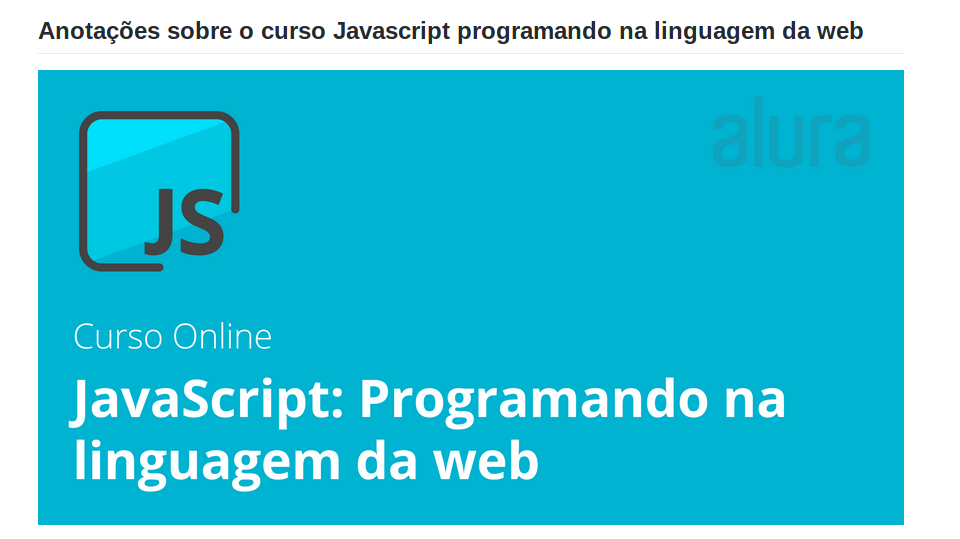 Anotações sobre o curso Javascript programando na linguagem da web
alura
JS
Curso Online
JavaScript: Programando na
linguagem da web